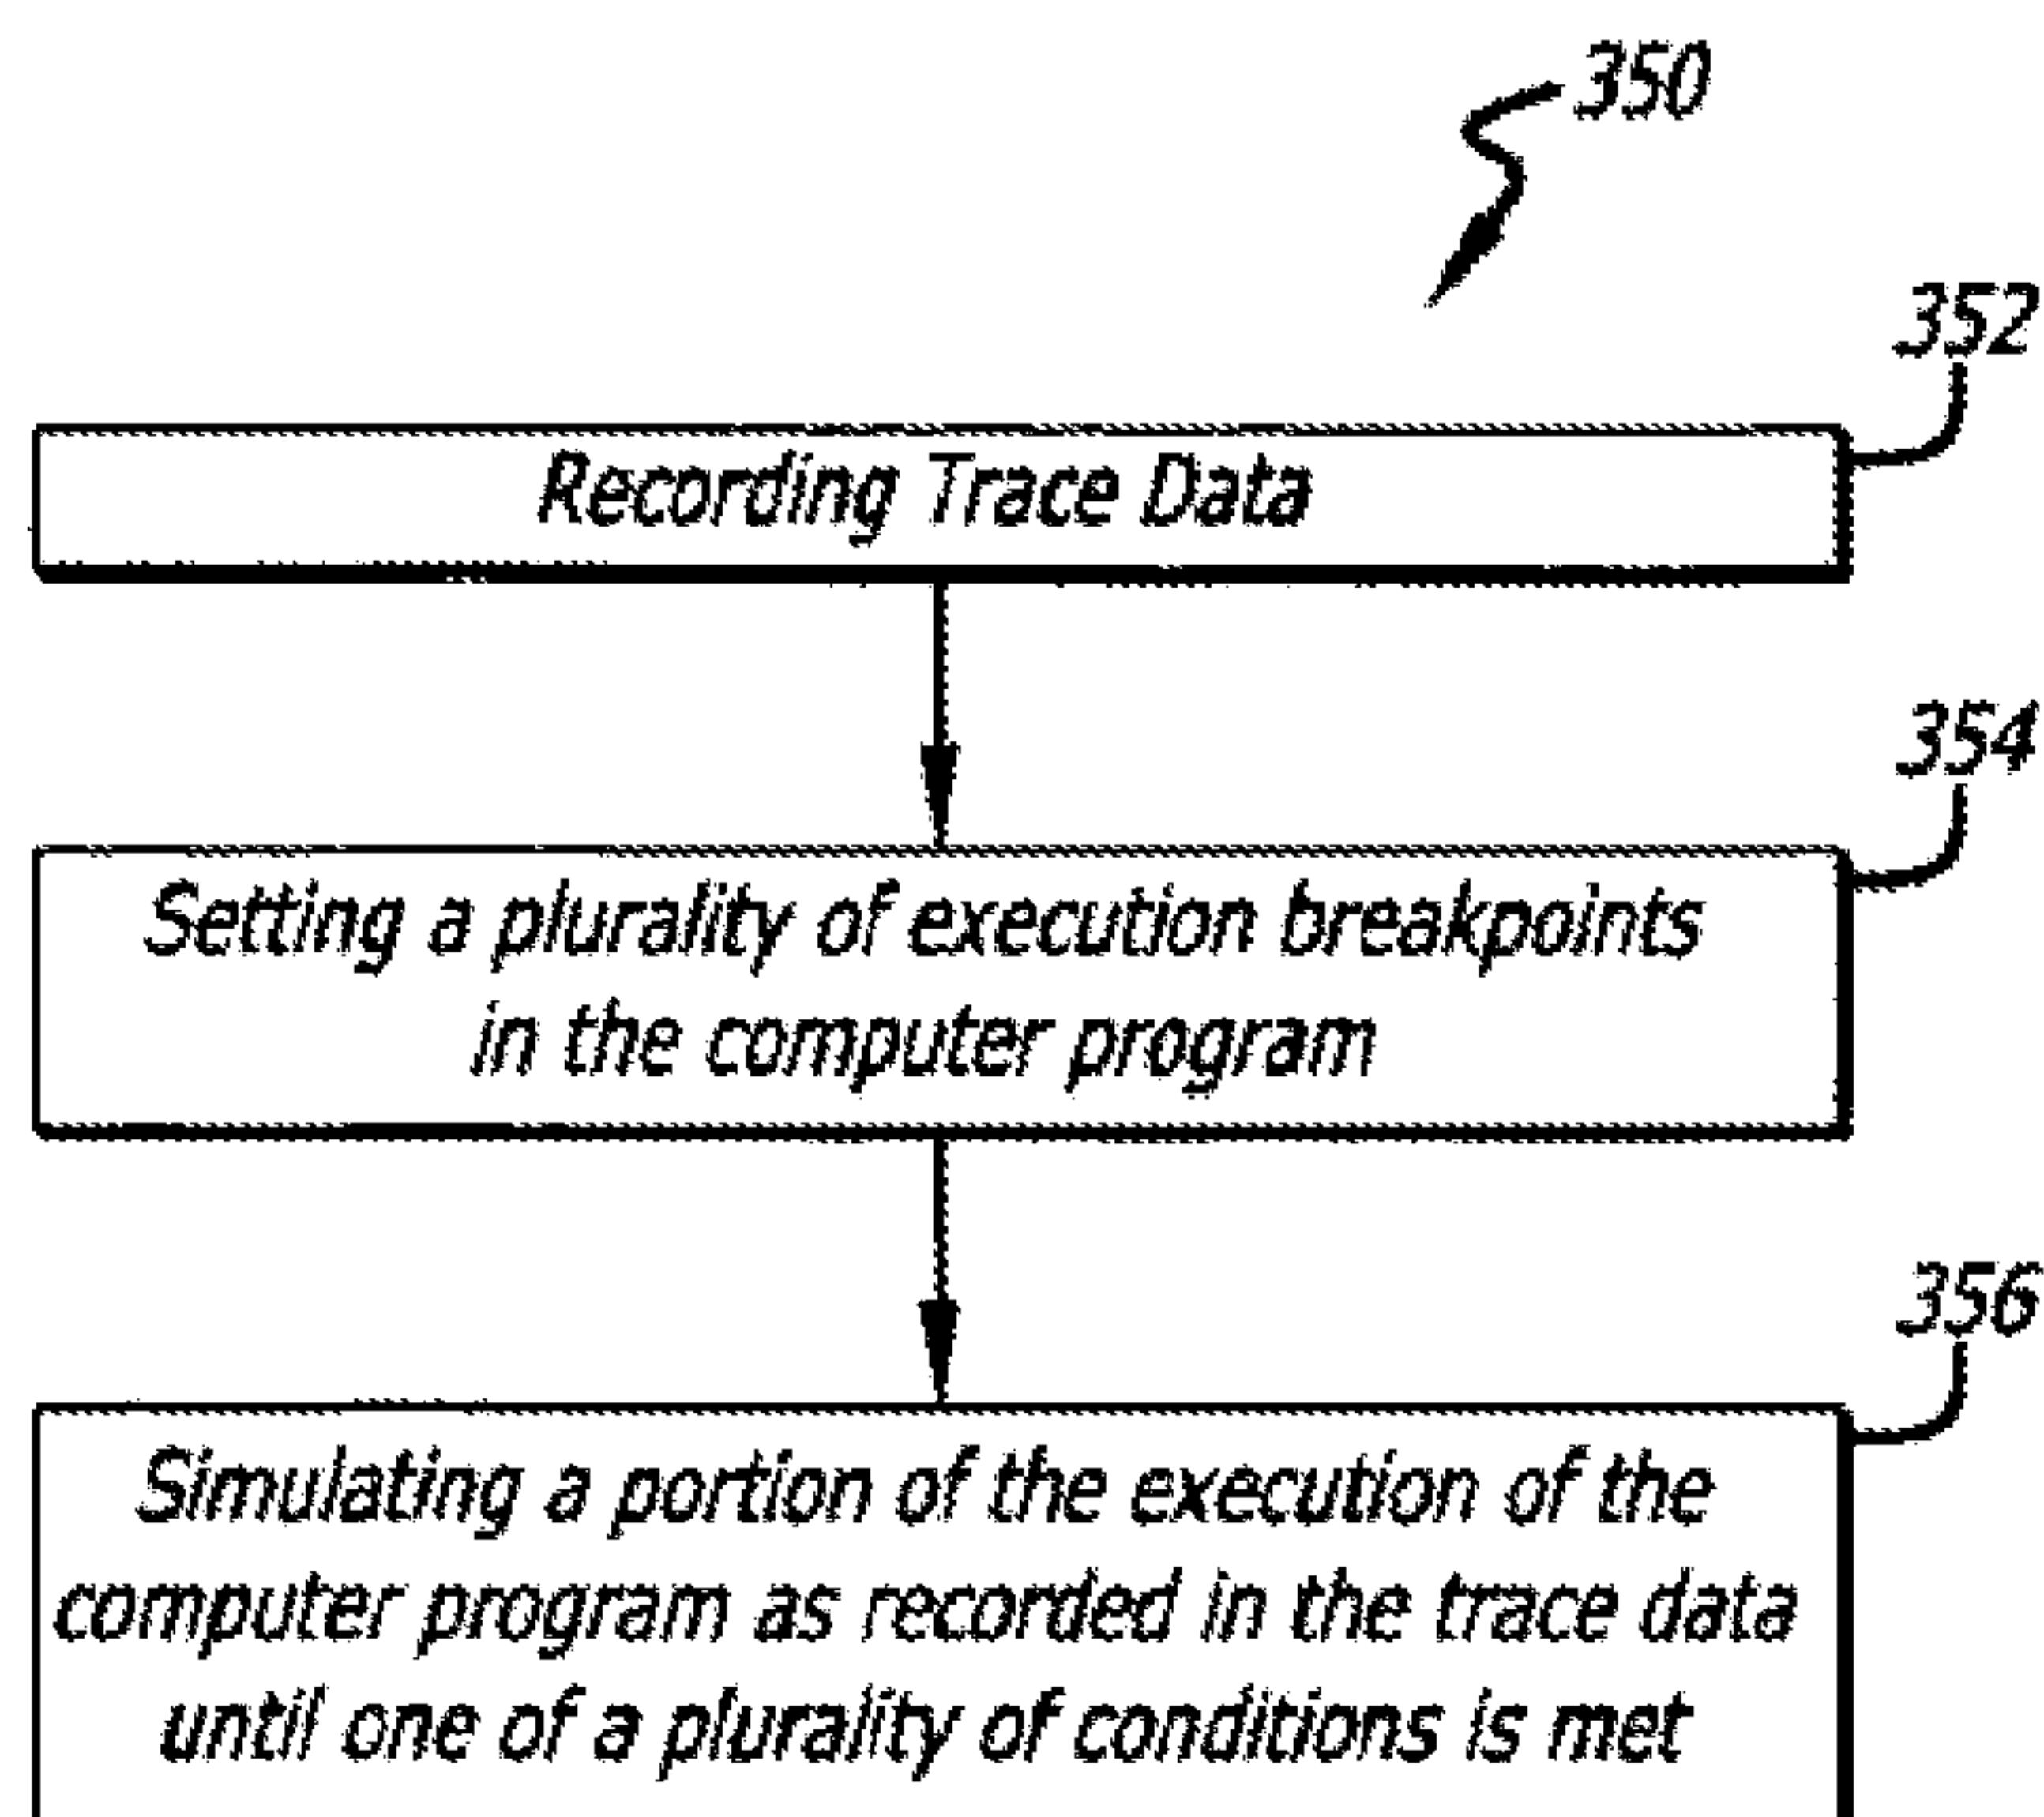 350
352
Recording Trace Data
354
Setting a plurality of execution breakpoints
in the computer program
356
Simulating a portion of the execution of the
computer program as recorded in the trace data
until one of a plurality of conditions is met